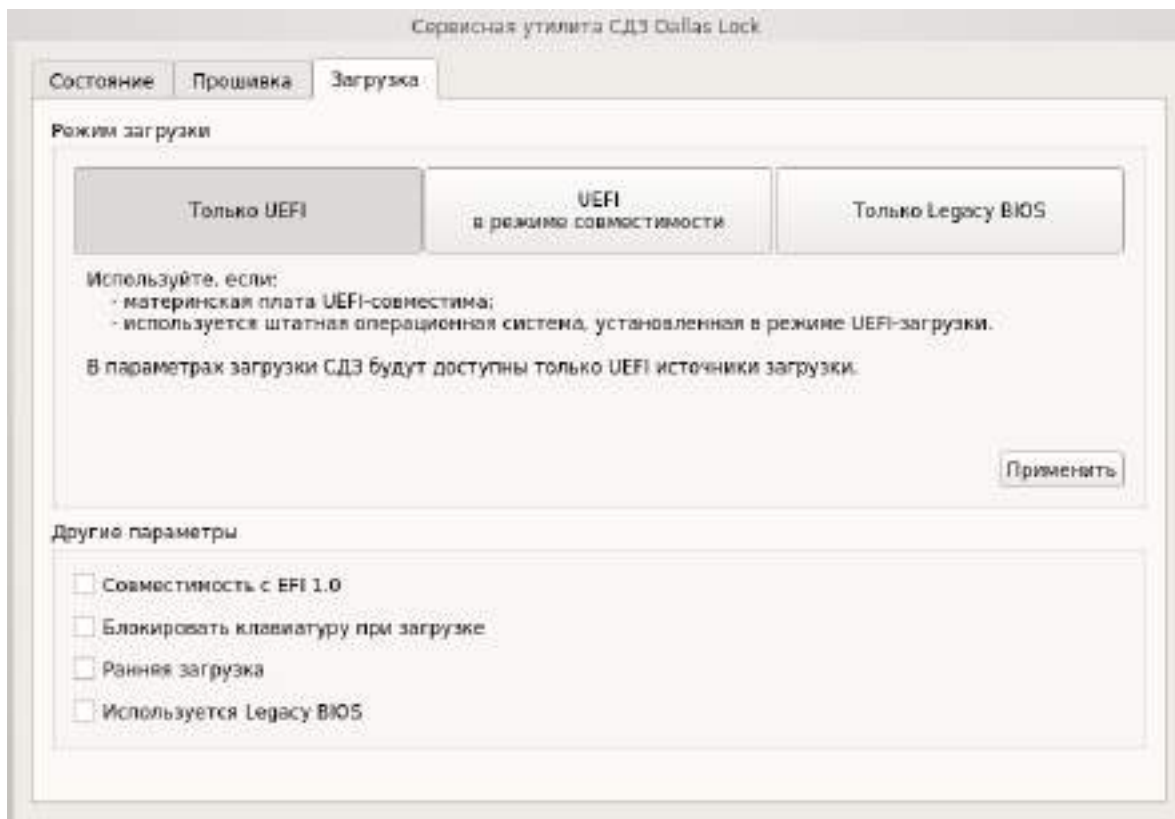 Сервисная утилита СДЗ Dallas Lock
Состояние
Прошивка
Загрузка
Режим загрузки
Только UEFI
UEFI
в режиме совместимости
Только Legacy BIOS
Используйте, если:
- материнская плата UEFI-совместима;
- используется штатная операционная система, установленная в режиме UEFI-загрузки.
В параметрах загрузки СДЗ будут доступны только UEFI источники загрузки.
Применить
Другие параметры
Совместимость с EFI 1.0
Блокировать клавиатуру при загрузке
Ранняя загрузка
Используется Legacy BIOS